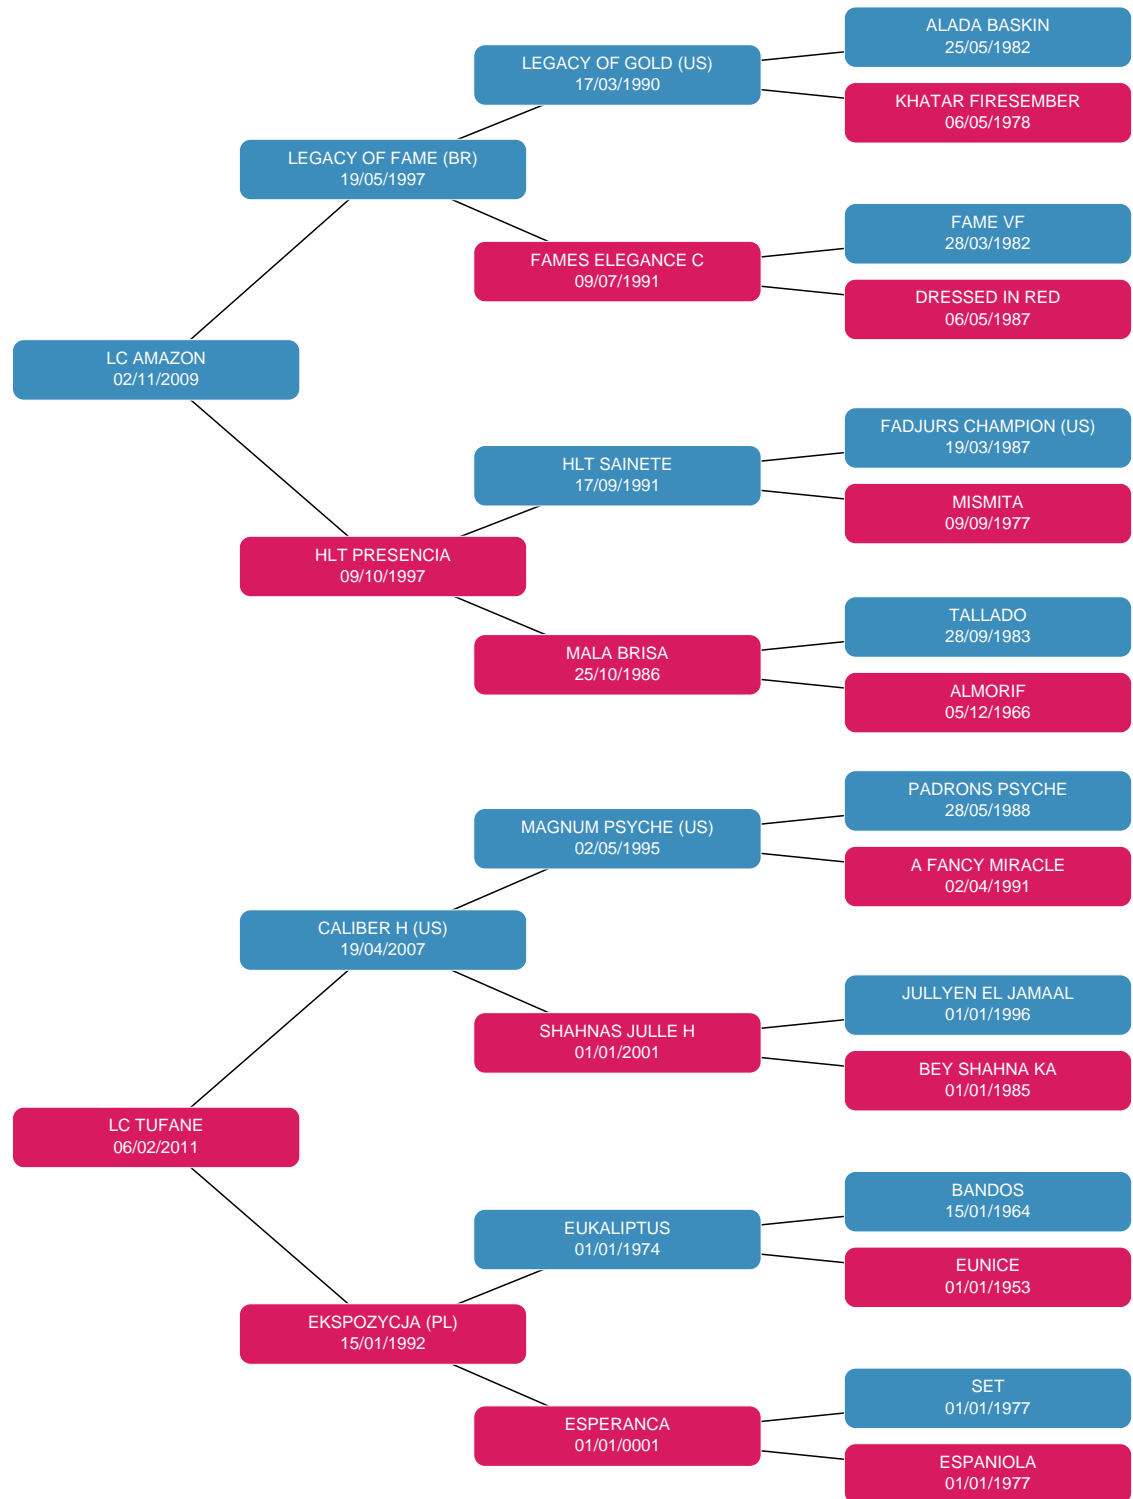 ALADA BASKIN
25/05/1982
LEGACY OF GOLD (US)
17/03/1990
KHATAR FIRESEMBER
06/05/1978
LEGACY OF FAME (BR)
19/05/1997
FAME VF
28/03/1982
FAMES ELEGANCE C
09/07/1991
DRESSED IN RED
06/05/1987
LC AMAZON
02/11/2009
FADJURS CHAMPION (US)
19/03/1987
HLT SAINETE
17/09/1991
MISMITA
09/09/1977
HLT PRESENCIA
09/10/1997
TALLADO
28/09/1983
MALA BRISA
25/10/1986
ALMORIF
05/12/1966
PADRONS PSYCHE
28/05/1988
MAGNUM PSYCHE (US)
02/05/1995
A FANCY MIRACLE
02/04/1991
CALIBER H (US)
19/04/2007
JULLYEN EL JAMAAL
01/01/1996
SHAHNAS JULLE H
01/01/2001
BEY SHAHNA KA
01/01/1985
LC TUFANE
06/02/2011
BANDOS
15/01/1964
EUKALIPTUS
01/01/1974
EUNICE
01/01/1953
EKSPOZYCJA (PL)
15/01/1992
SET
01/01/1977
ESPERANCA
01/01/0001
ESPANIOLA
01/01/1977